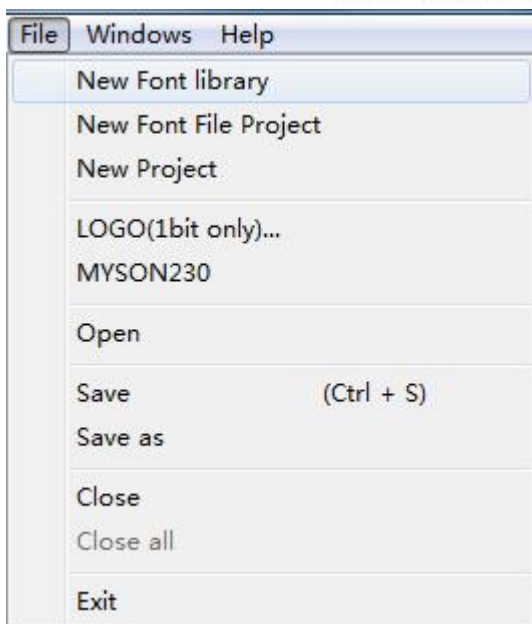 File Windows Help
New Font library
New Font File Project
New Project
LOGO(1bit only)...
MYSON230
Open
Save (Ctrl + S)
Save as
Close
Close all
Exit